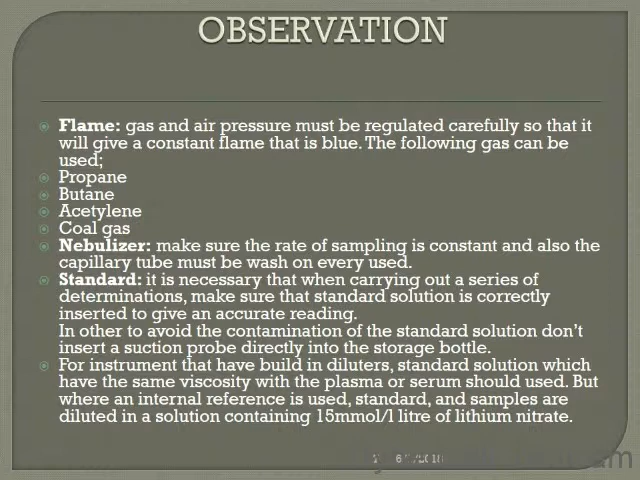 OBSERVATION
Flame: gas and air pressure must be regulated carefully so that it
will give a constant flame that is blue. The following gas can be
used;
Propane
Butane
Acetylene
Coal gas
Nebulizer: make sure the rate of sampling is constant and also the
capillary tube must be wash on every used.
Standard: it is necessary that when carrying out a series of
determinations, make sure that standard solution is correctly
inserted to give an accurate reading.
In other to avoid the contamination of the standard solution don't
insert a suction probe directly into the storage bottle.
For instrument that have build in diluters, standard solution which
have the same viscosity with the plasma or serum should used. But
where an internal reference is used, standard, and samples are
diluted in a solution containing 15mmol/l litre of lithium nitrate.